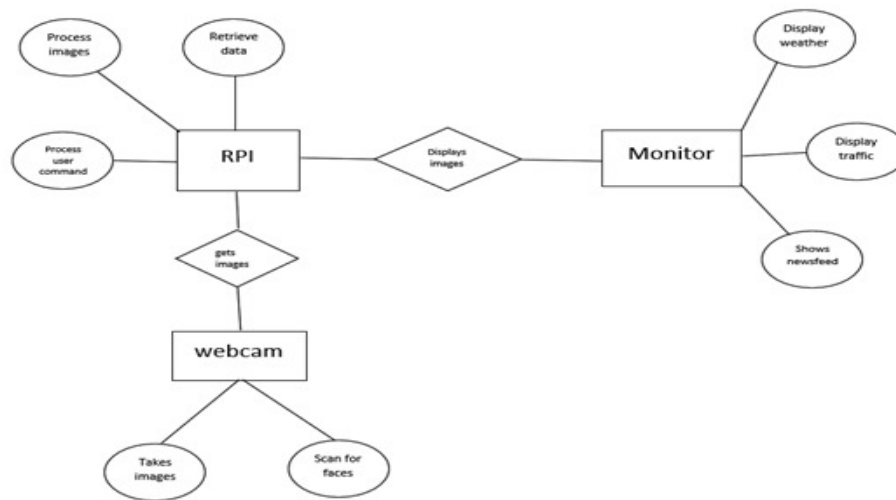 Process
images
Retrieve
data
Display
weather
Process
user
command
RPI
Displays
images
Monitor
Display
traffic
gets
images
Shows
newsfeed
webcam
Takes
images
Scan for
faces